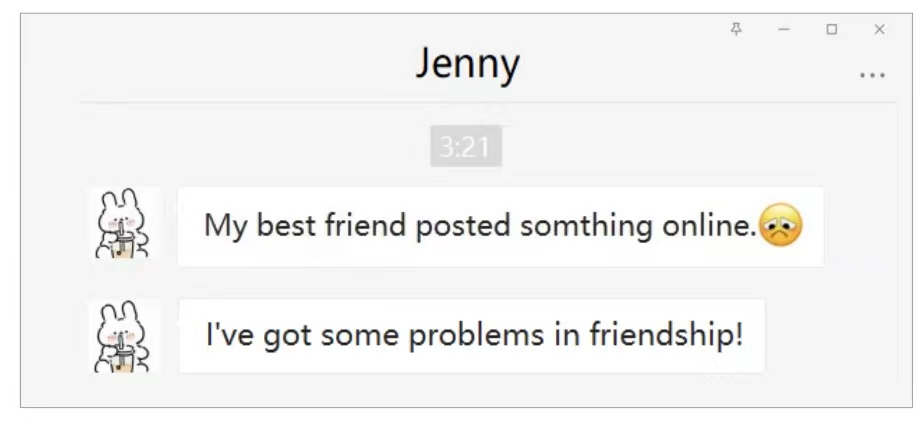 Jenny
...
3:21
My best friend posted somthing online.😞
I've got some problems in friendship!